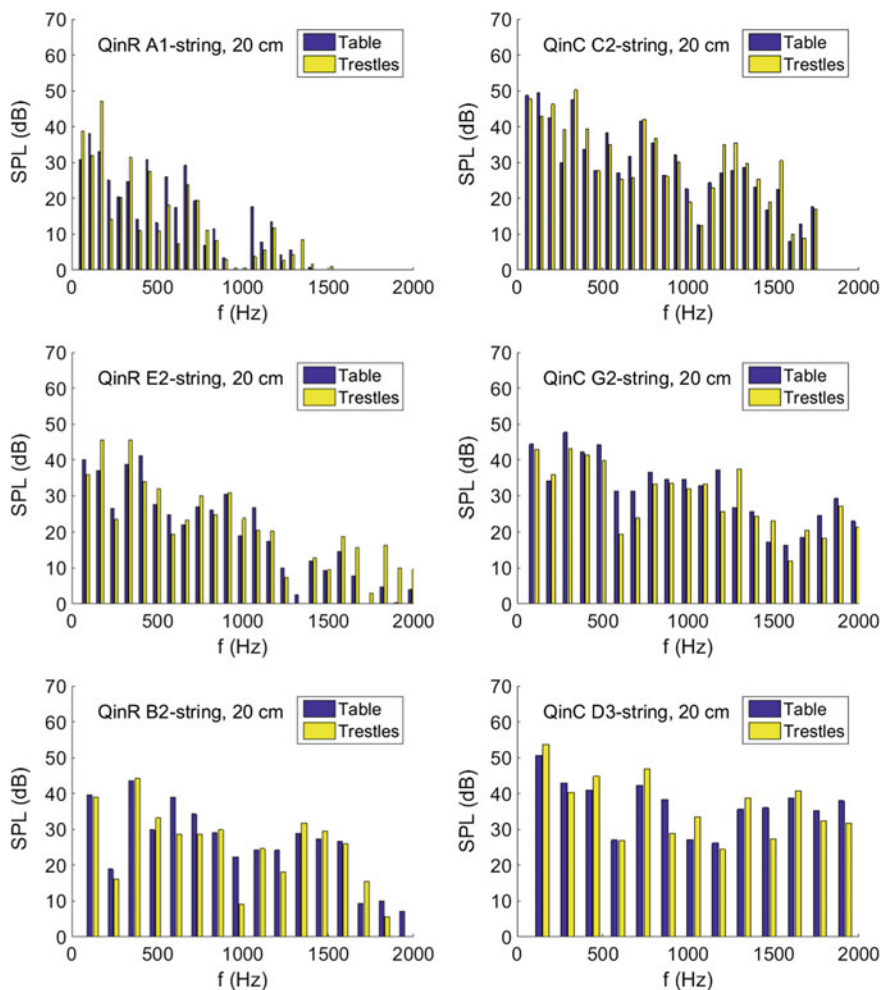 QinR A1-string, 20 cm
Table
Trestles
SPL (dB)
70
60
50
40
30
20
10
0
0 500 1000 1500 2000
f (Hz)
QinC C2-string, 20 cm
Table
Trestles
SPL (dB)
70
60
50
40
30
20
10
0
0 500 1000 1500 2000
f (Hz)
QinR E2-string, 20 cm
Table
Trestles
SPL (dB)
70
60
50
40
30
20
10
0
0 500 1000 1500 2000
f (Hz)
QinC G2-string, 20 cm
Table
Trestles
SPL (dB)
70
60
50
40
30
20
10
0
0 500 1000 1500 2000
f (Hz)
QinR B2-string, 20 cm
Table
Trestles
SPL (dB)
70
60
50
40
30
20
10
0
0 500 1000 1500 2000
f (Hz)
QinC D3-string, 20 cm
Table
Trestles
SPL (dB)
70
60
50
40
30
20
10
0
0 500 1000 1500 2000
f (Hz)